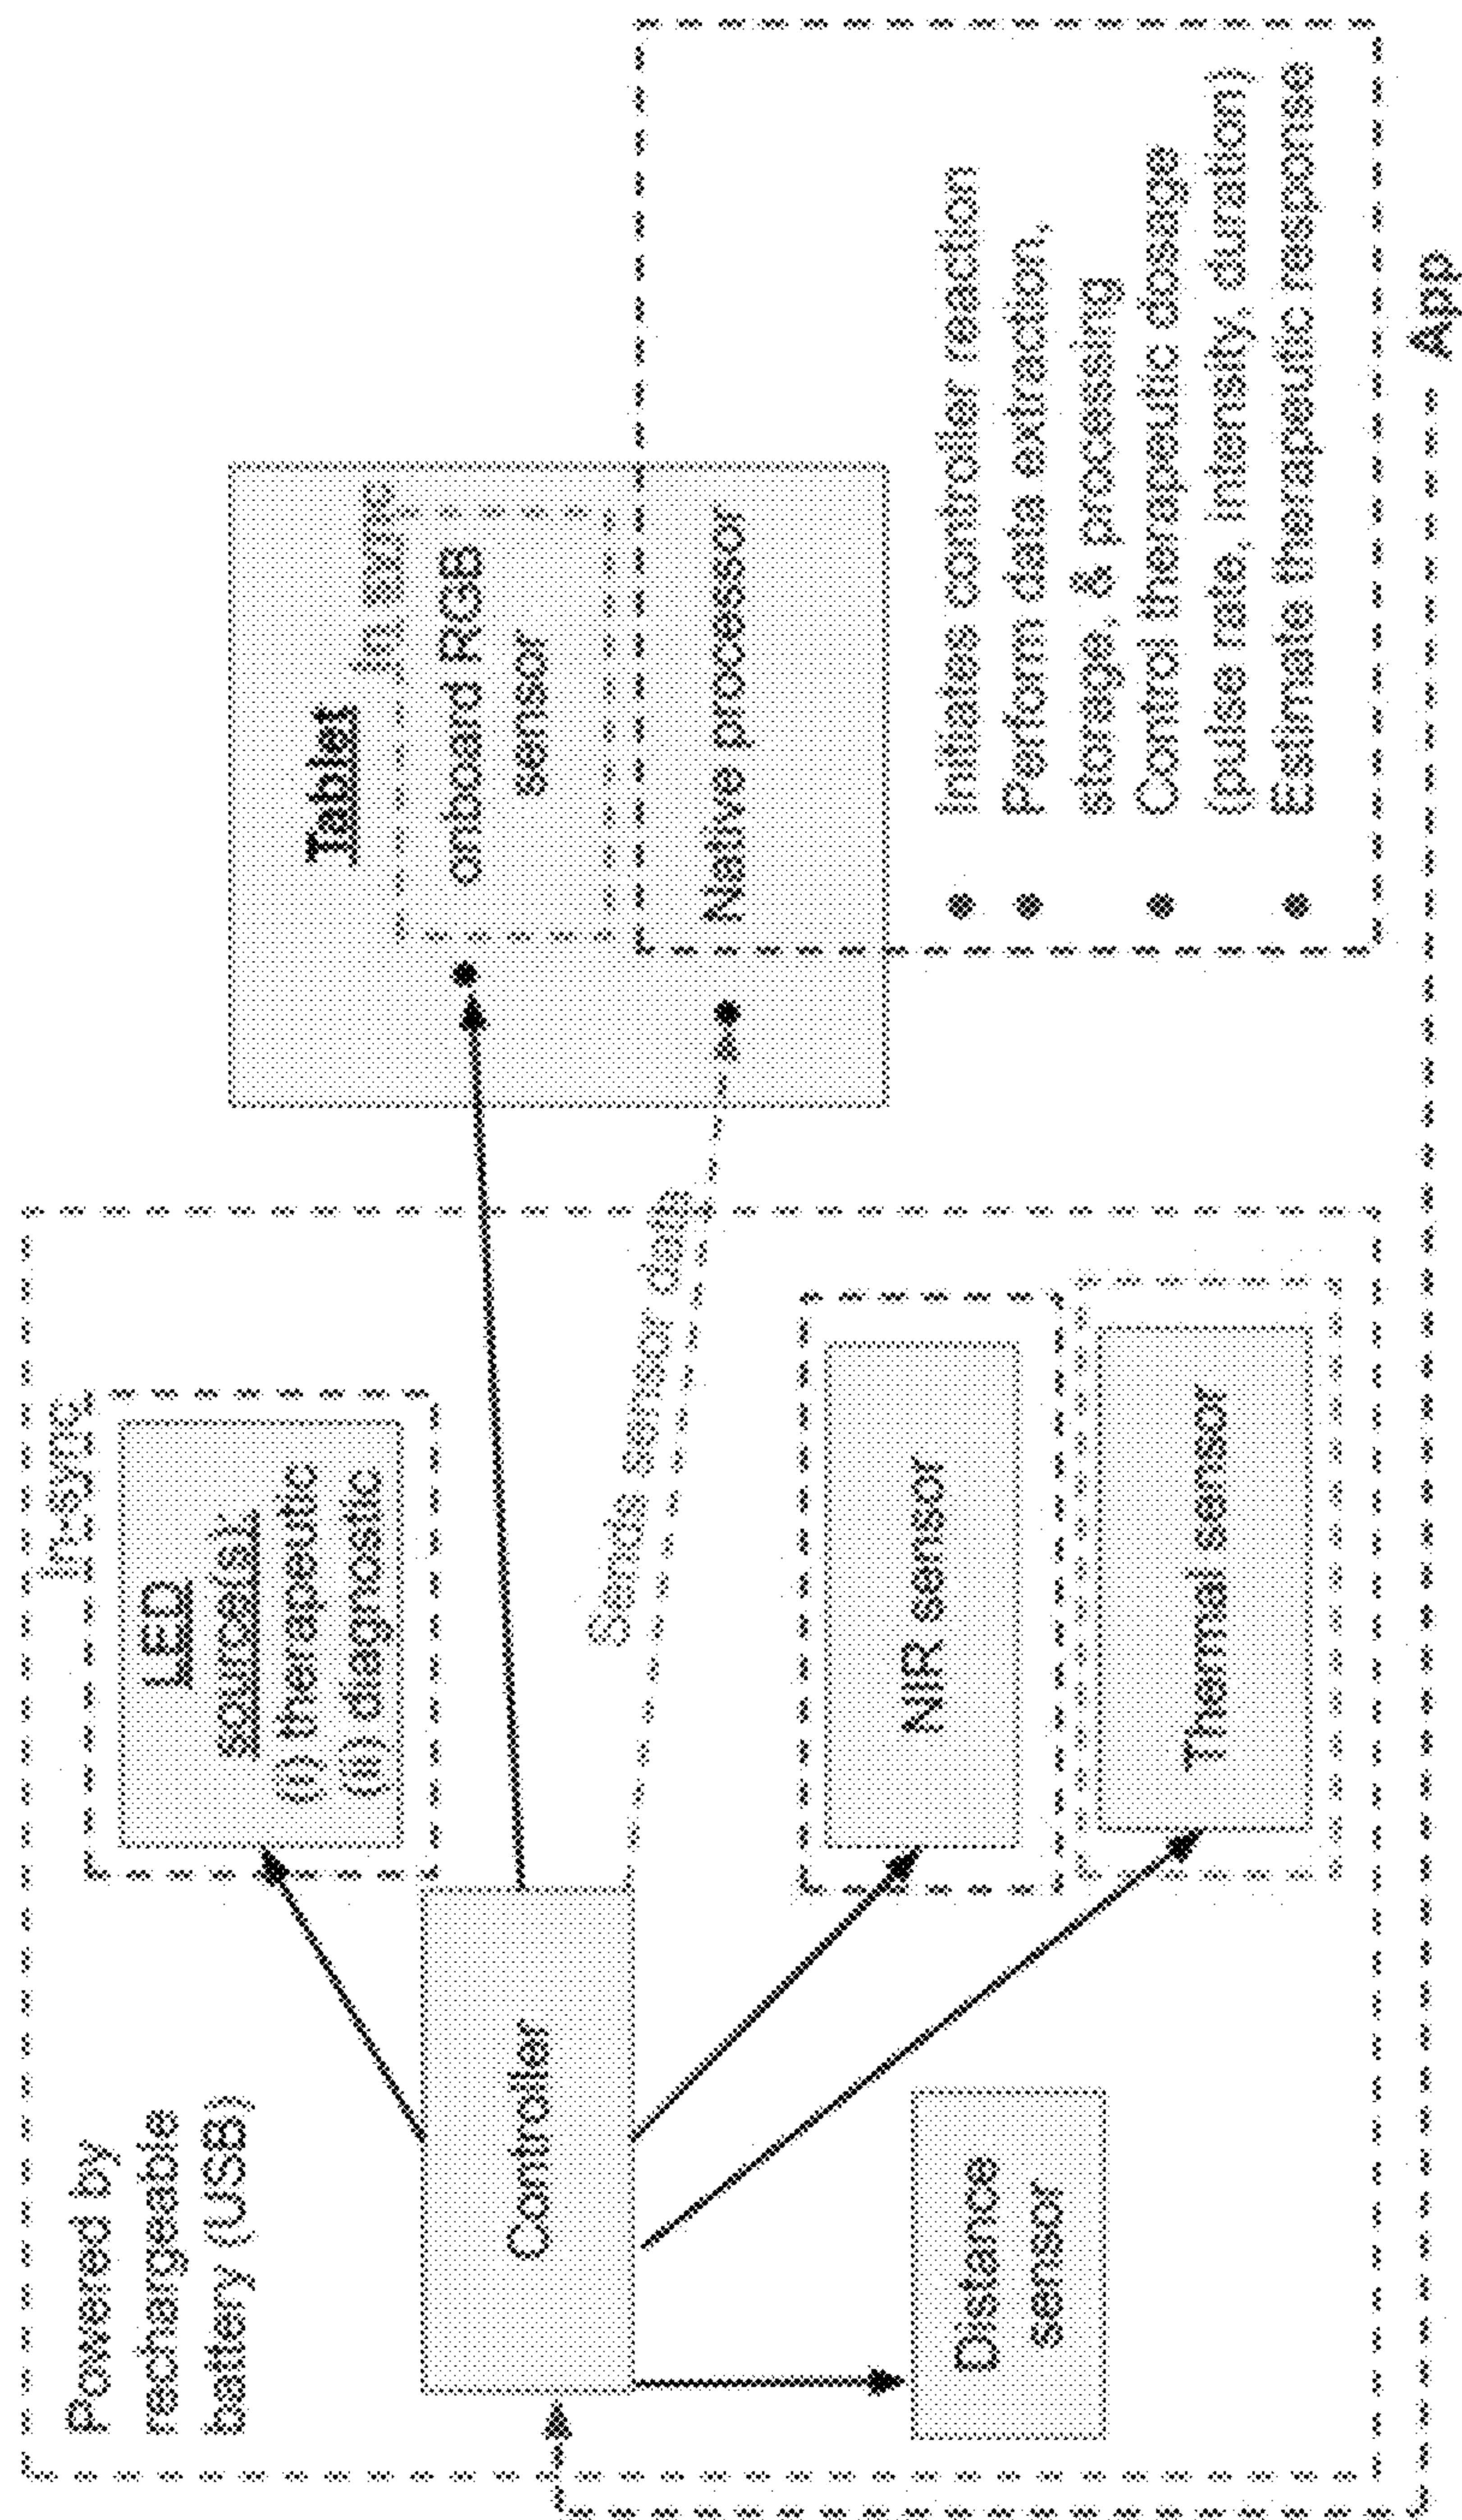 Powered by
rechargeable
battery (USB)
in-sync
LED
source(s):
(i) therapeutic
(ii) diagnostic
Controller
Sends sensor data
Distance
sensor
NIR sensor
Thermal sensor
Tablet
in sync
• onboard RGB
sensor
• Native processor
• Initiates controller reaction
• Perform data extraction,
storage, & processing
• Control therapeutic dosage
(pulse rate, intensity, duration)
• Estimate therapeutic response
App